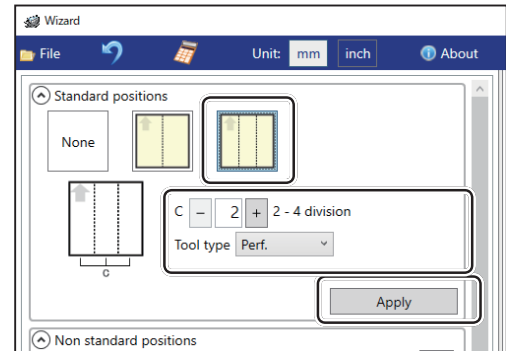 Wizard
File Unit: mm inch About
Standard positions
None
C − 2 + 2 - 4 division
Tool type Perf.
C
Apply
Non standard positions